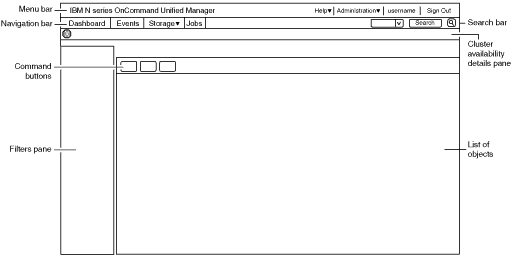 Menu bar
IBM N series OnCommand Unified Manager
Help▾ Administration▾ username Sign Out
Navigation bar
Dashboard Events Storage▾ Jobs
Search
Search bar
Cluster
availability
details pane
Command
buttons
Filters pane
List of
objects